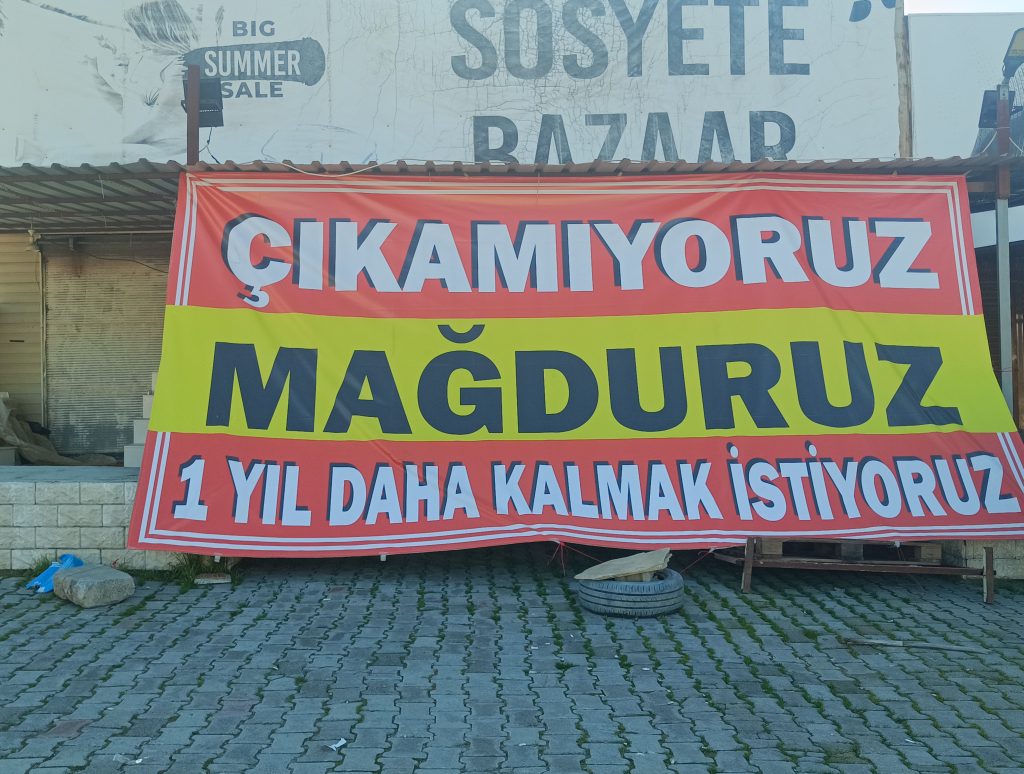 BIG
SUMMER
SALE
SOSYETE
BAZAAR
ÇIKAMIYORUZ
MAĞDURUZ
1 YIL DAHA KALMAK İSTİYORUZ